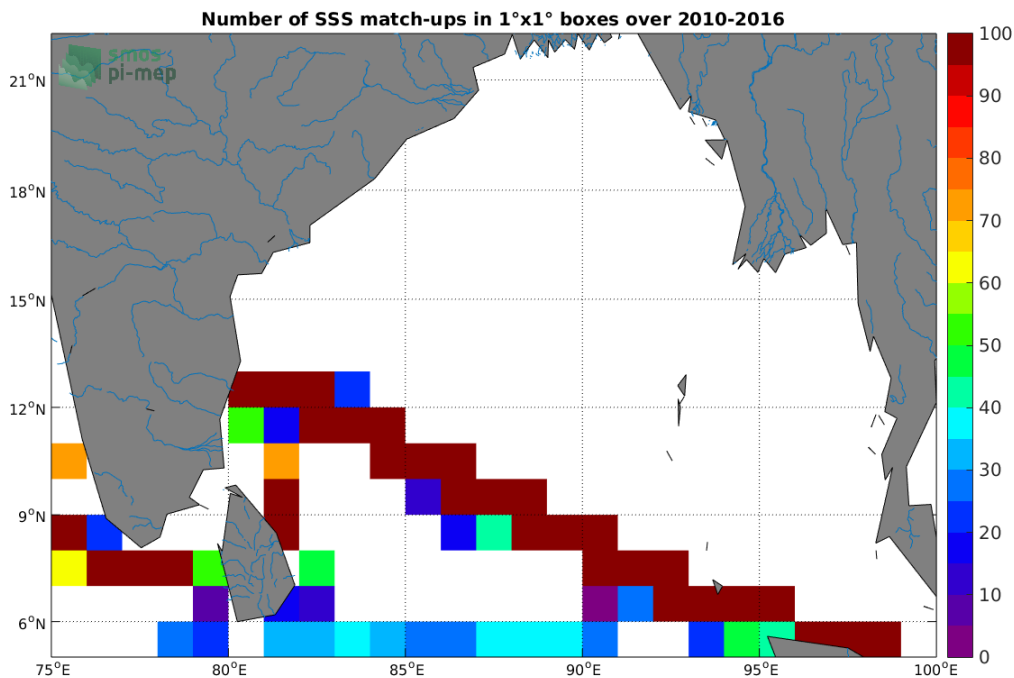 Number of SSS match-ups in 1°x1° boxes over 2010-2016
smos
pi-mep
21°N
18°N
15°N
12°N
9°N
6°N
75°E
80°E
85°E
90°E
95°E
100°E
100
90
80
70
60
50
40
30
20
10
0